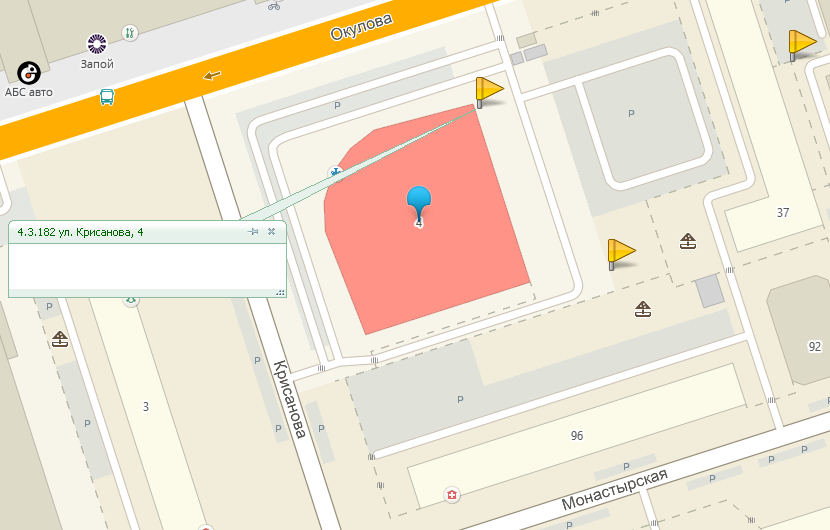 Окулова
Запой
АБС авто
P
P
37
4
4.3.182 ул. Крисанова, 4
92
P
Крисанова
3
P
P
P
P
P
96
P
P
P
P
Монастырская
P
P